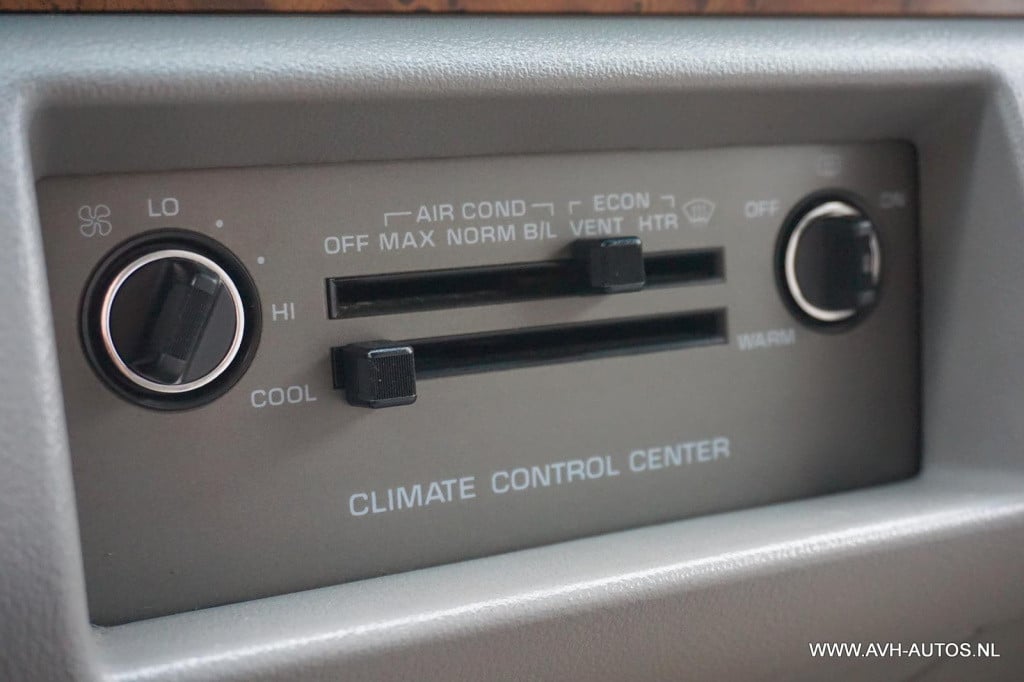 LO
HI
AIR COND ECON
OFF MAX NORM B/L VENT HTR
OFF ON
COOL WARM
CLIMATE CONTROL CENTER
WWW.AVH-AUTOS.NL